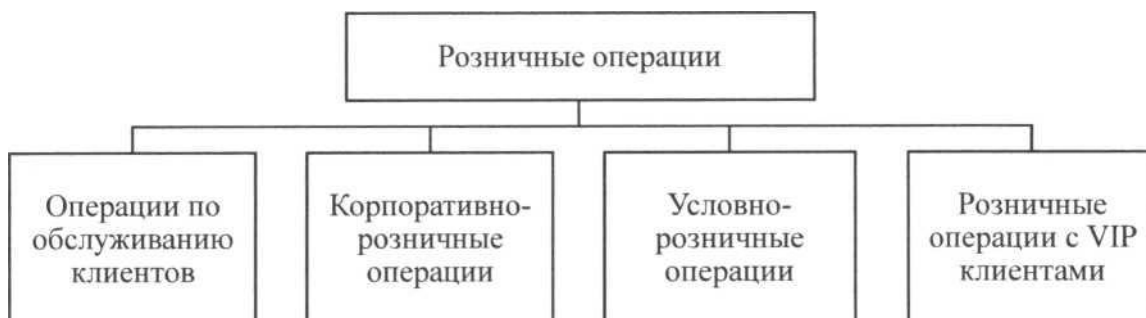 Розничные операции
Операции по
обслуживанию
клиентов
Корпоративно-
розничные
операции
Условно-
розничные
операции
Розничные
операции с VIP
клиентами